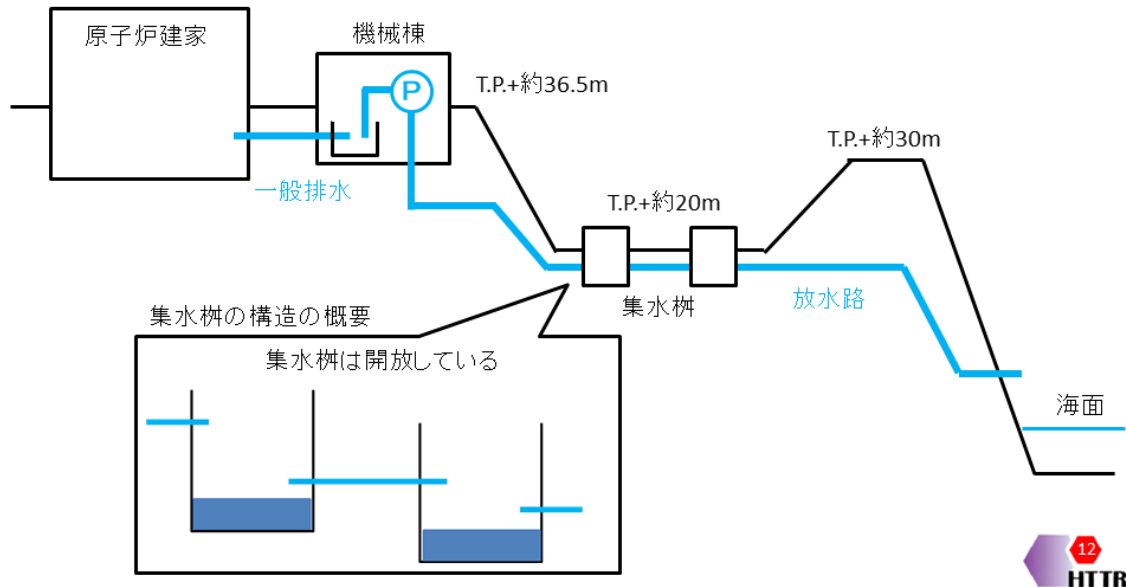 原子炉建家
機械棟
P
T.P.+約36.5m
T.P.+約30m
一般排水
T.P.+約20m
集水桝
放水路
集水桝の構造の概要
集水桝は開放している
海面
12
HTTR